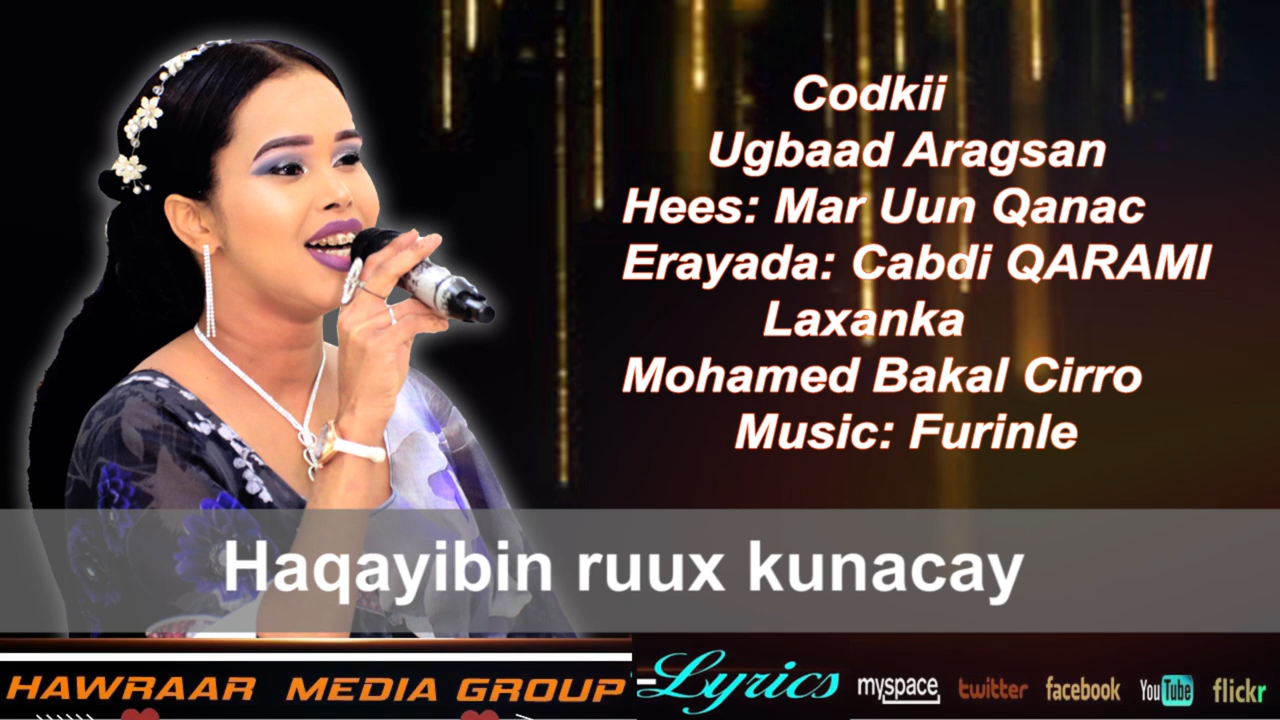 Codkii
Ugbaad Aragsan
Hees: Mar Uun Qanac
Erayada: Cabdi QARAMI
Laxanka
Mohamed Bakal Cirro
Music: Furinle
Haqayibin ruux kunacay
HAWRAAR MEDIA GROUP
Lyrics
myspace twitter facebook YouTube flickr